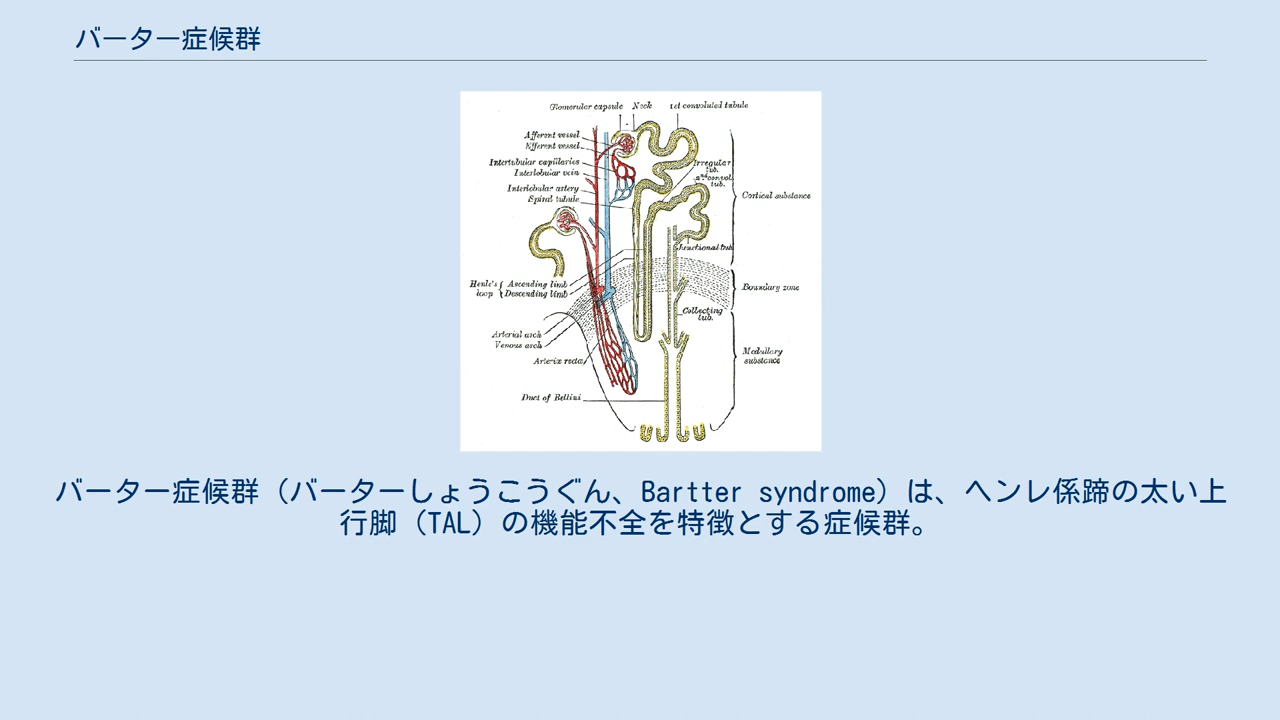 バーター症候群
Glomerular capsule
Neck
1st convoluted tubule
Afferent vessel
Efferent vessel
Intertubular capillaries
Interlobular vein
Interlobular artery
Spiral tubule
Irregular
tub.
2nd convol.
tub.
Cortical substance
Junctional tub.
Henle's
loop
Ascending limb
Descending limb
Boundary zone
Collecting
tub.
Arterial arch
Venous arch
Arteriæ rectæ
Medullary
substance
Duct of Bellini
バーター症候群（バーターしょうこうぐん、Bartter syndrome）は、ヘンレ係蹄の太い上
行脚（TAL）の機能不全を特徴とする症候群。